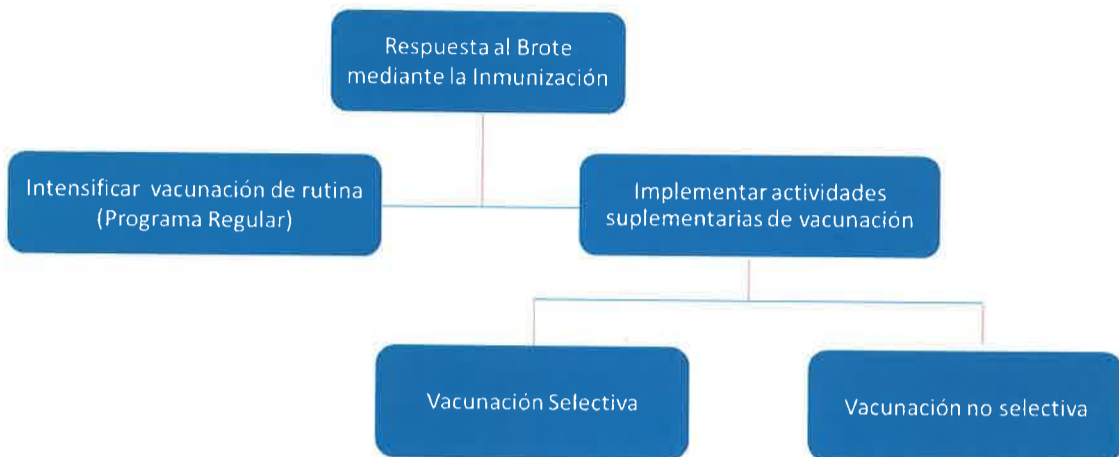 Respuesta al Brote
mediante la Inmunización
Intensificar vacunación de rutina
(Programa Regular)
Implementar actividades
suplementarias de vacunación
Vacunación Selectiva
Vacunación no selectiva